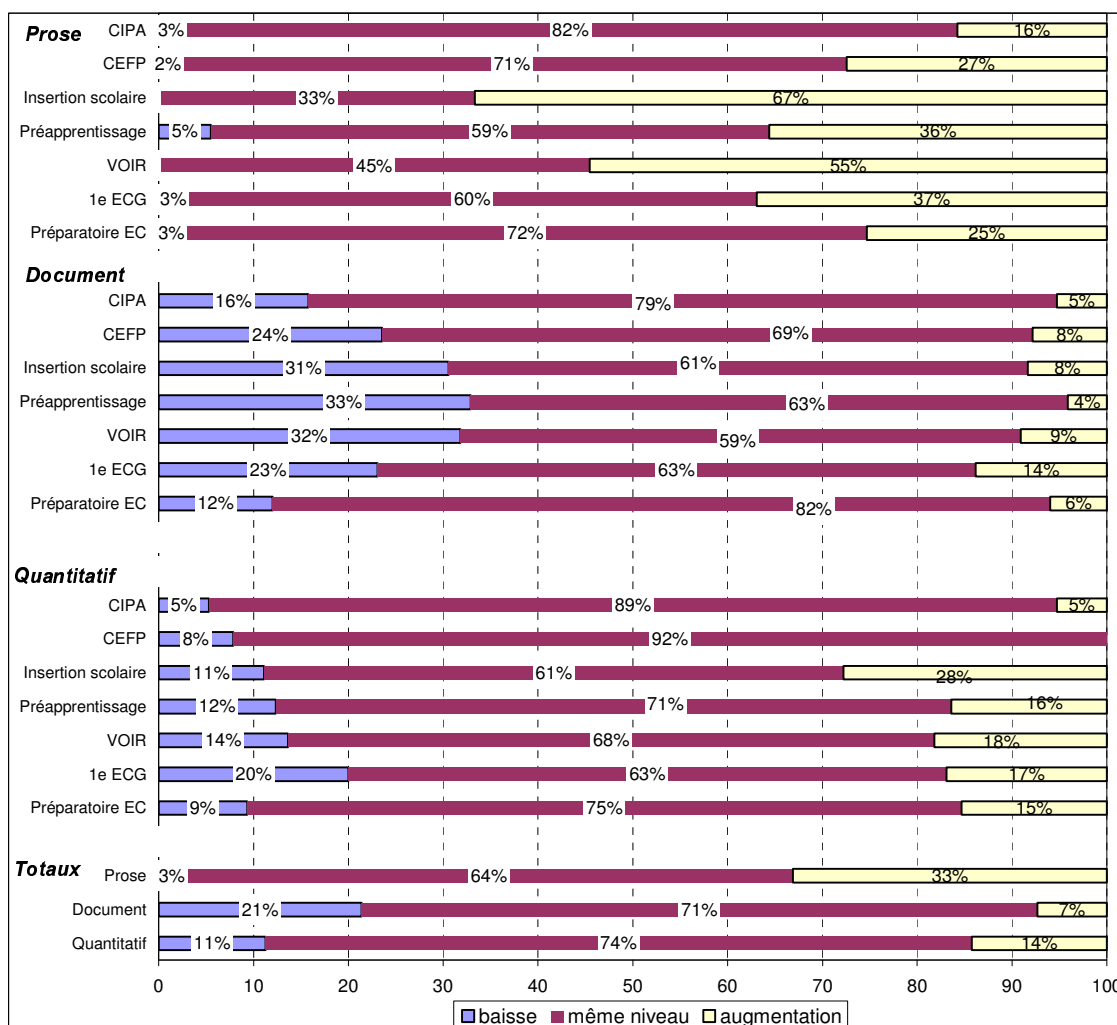 Prose
CIPA 3% 82% 16%
CEFP 2% 71% 27%
Insertion scolaire 33% 67%
Préapprentissage 5% 59% 36%
VOIR 45% 55%
1e ECG 3% 60% 37%
Préparatoire EC 3% 72% 25%
Document
CIPA 16% 79% 5%
CEFP 24% 69% 8%
Insertion scolaire 31% 61% 8%
Préapprentissage 33% 63% 4%
VOIR 32% 59% 9%
1e ECG 23% 63% 14%
Préparatoire EC 12% 82% 6%
Quantitatif
CIPA 5% 89% 5%
CEFP 8% 92%
Insertion scolaire 11% 61% 28%
Préapprentissage 12% 71% 16%
VOIR 14% 68% 18%
1e ECG 20% 63% 17%
Préparatoire EC 9% 75% 15%
Totaux
Prose 3% 64% 33%
Document 21% 71% 7%
Quantitatif 11% 74% 14%
0 10 20 30 40 50 60 70 80 90 100
baisse même niveau augmentation